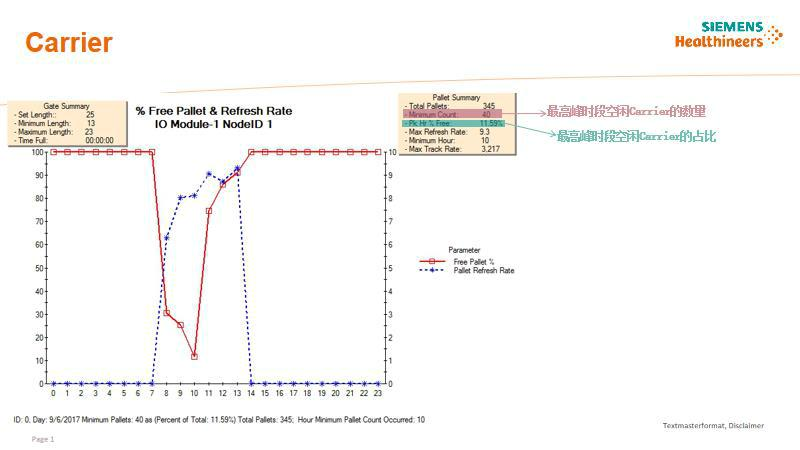 Carrier
SIEMENS
Healthineers
Gate Summary
- Set Length:: 25
- Minimum Length: 13
- Maximum Length: 23
- Time Full: 00:00:00
% Free Pallet & Refresh Rate
IO Module-1 NodeID 1
Pallet Summary
- Total Pallets: 345
- Minimum Count: 40
- Pk Hr % Free: 11.59%
- Max Refresh Rate: 9.3
- Minimum Hour: 10
- Max Track Rate: 3,217
最高峰时段空闲Carrier的数量
最高峰时段空闲Carrier的占比
100
90
80
70
60
50
40
30
20
10
0
10
9
8
7
6
5
4
3
2
1
0
0 1 2 3 4 5 6 7 8 9 10 11 12 13 14 15 16 17 18 19 20 21 22 23
Parameter
Free Pallet %
Pallet Refresh Rate
ID: 0, Day: 9/6/2017 Minimum Pallets: 40 as (Percent of Total: 11.59%) Total Pallets: 345; Hour Minimum Pallet Count Occurred: 10
Textmasterformat, Disclaimer
Page 1